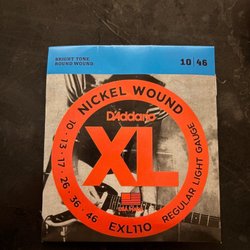 BRIGHT TONE
ROUND WOUND
10/46
NICKEL WOUND
D'Addario
XL
10 • 13 • 17 • 26 • 36 • 46
REGULAR LIGHT GAUGE
EXL110